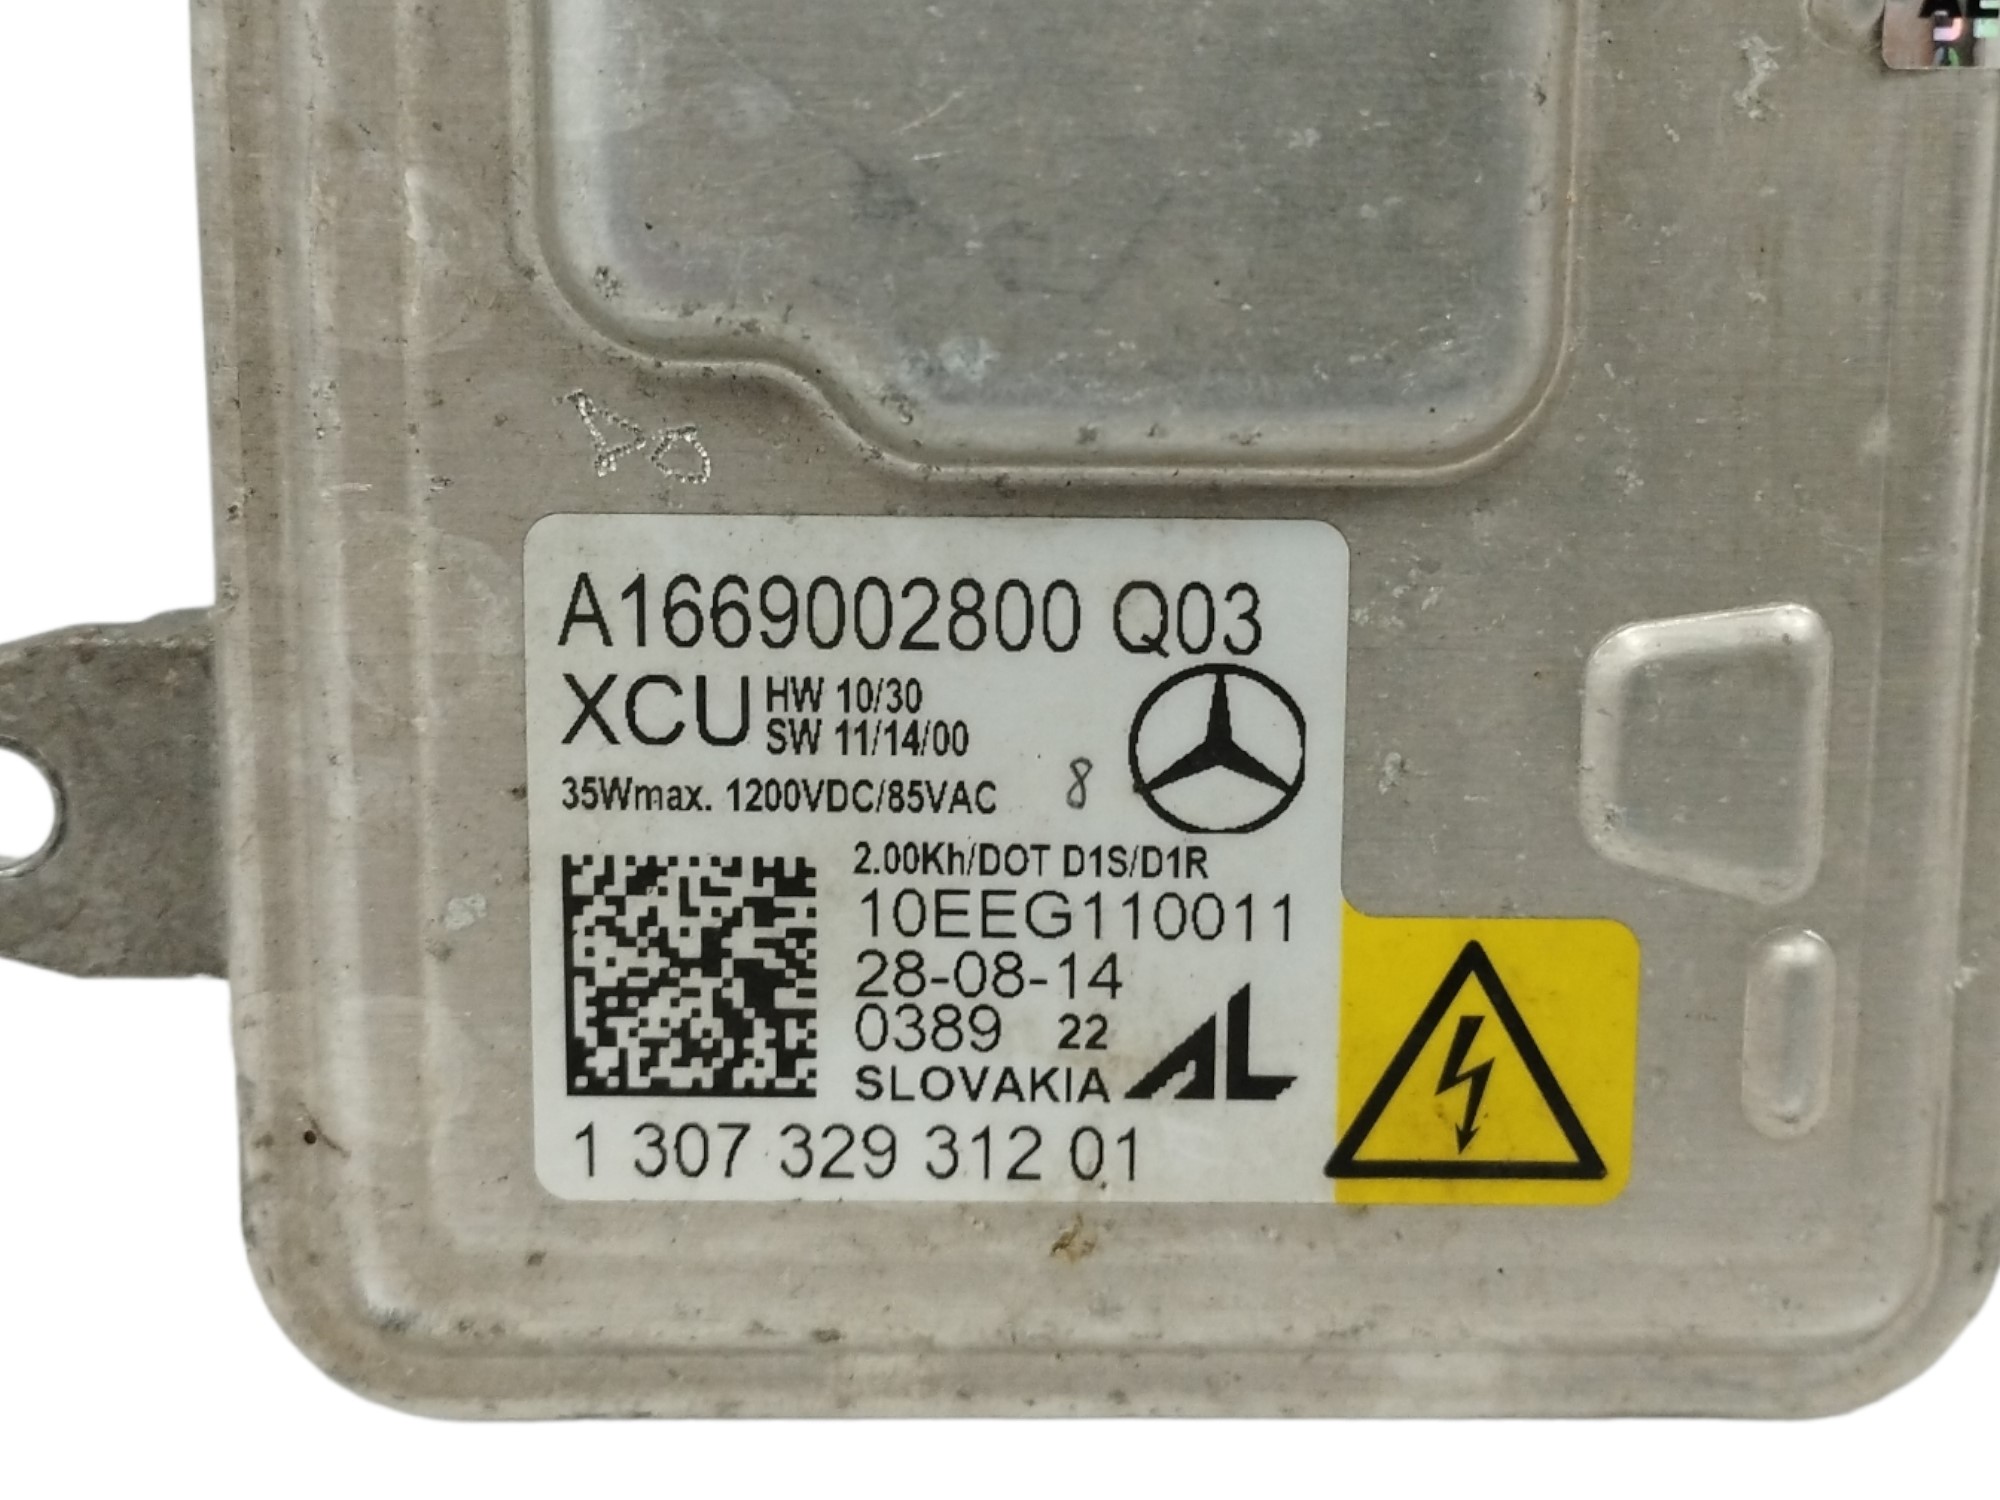 A1669002800 Q03
XCU HW 10/30
SW 11/14/00
35Wmax. 1200VDC/85VAC 8
2.00Kh/DOT D1S/D1R
10EEG110011
28-08-14
0389 22
SLOVAKIA AL
1 307 329 312 01